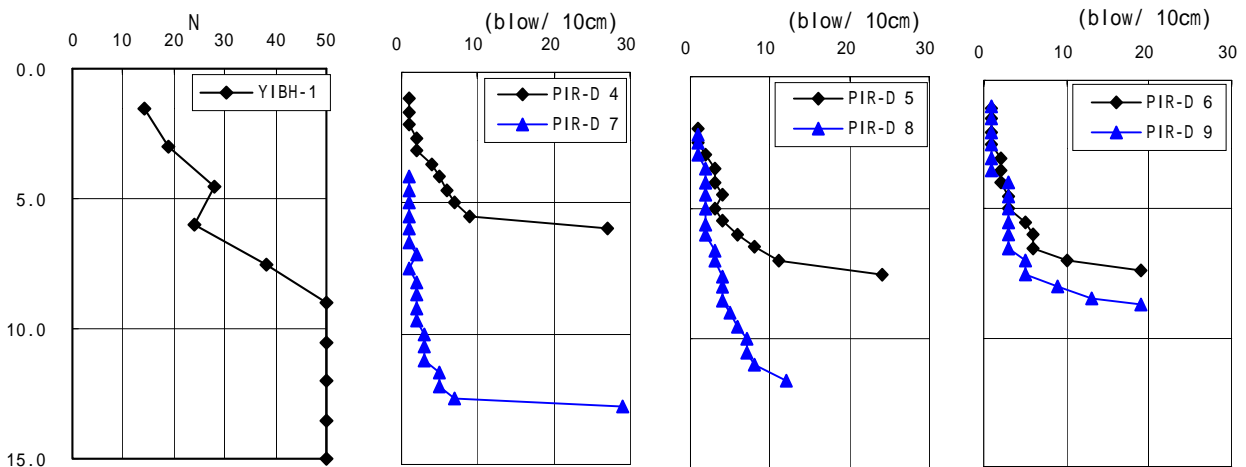 N
0 10 20 30 40 50
0.0
5.0
10.0
15.0
YIBH-1
(blow/ 10cm)
0 10 20 30
PIR-D 4
PIR-D 7
(blow/ 10cm)
0 10 20 30
PIR-D 5
PIR-D 8
(blow/ 10cm)
0 10 20 30
PIR-D 6
PIR-D 9